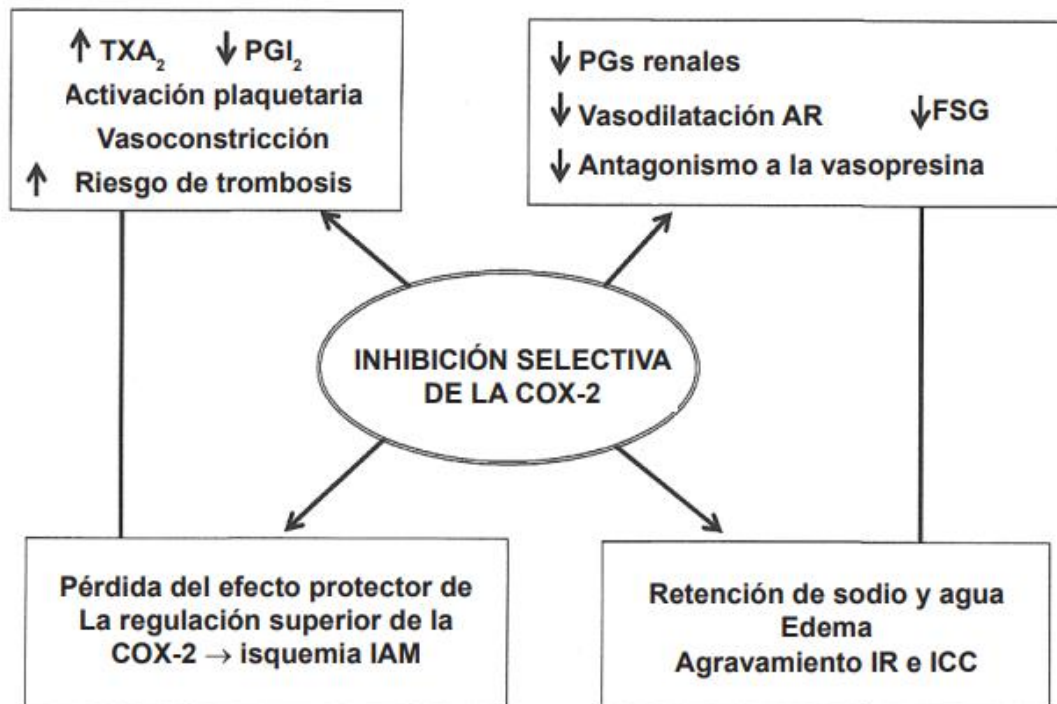 ↑ TXA₂ ↓ PGI₂
Activación plaquetaria
Vasoconstricción
↑ Riesgo de trombosis
↓ PGs renales
↓ Vasodilatación AR ↓FSG
↓ Antagonismo a la vasopresina
INHIBICIÓN SELECTIVA
DE LA COX-2
Pérdida del efecto protector de
La regulación superior de la
COX-2 → isquemia IAM
Retención de sodio y agua
Edema
Agravamiento IR e ICC